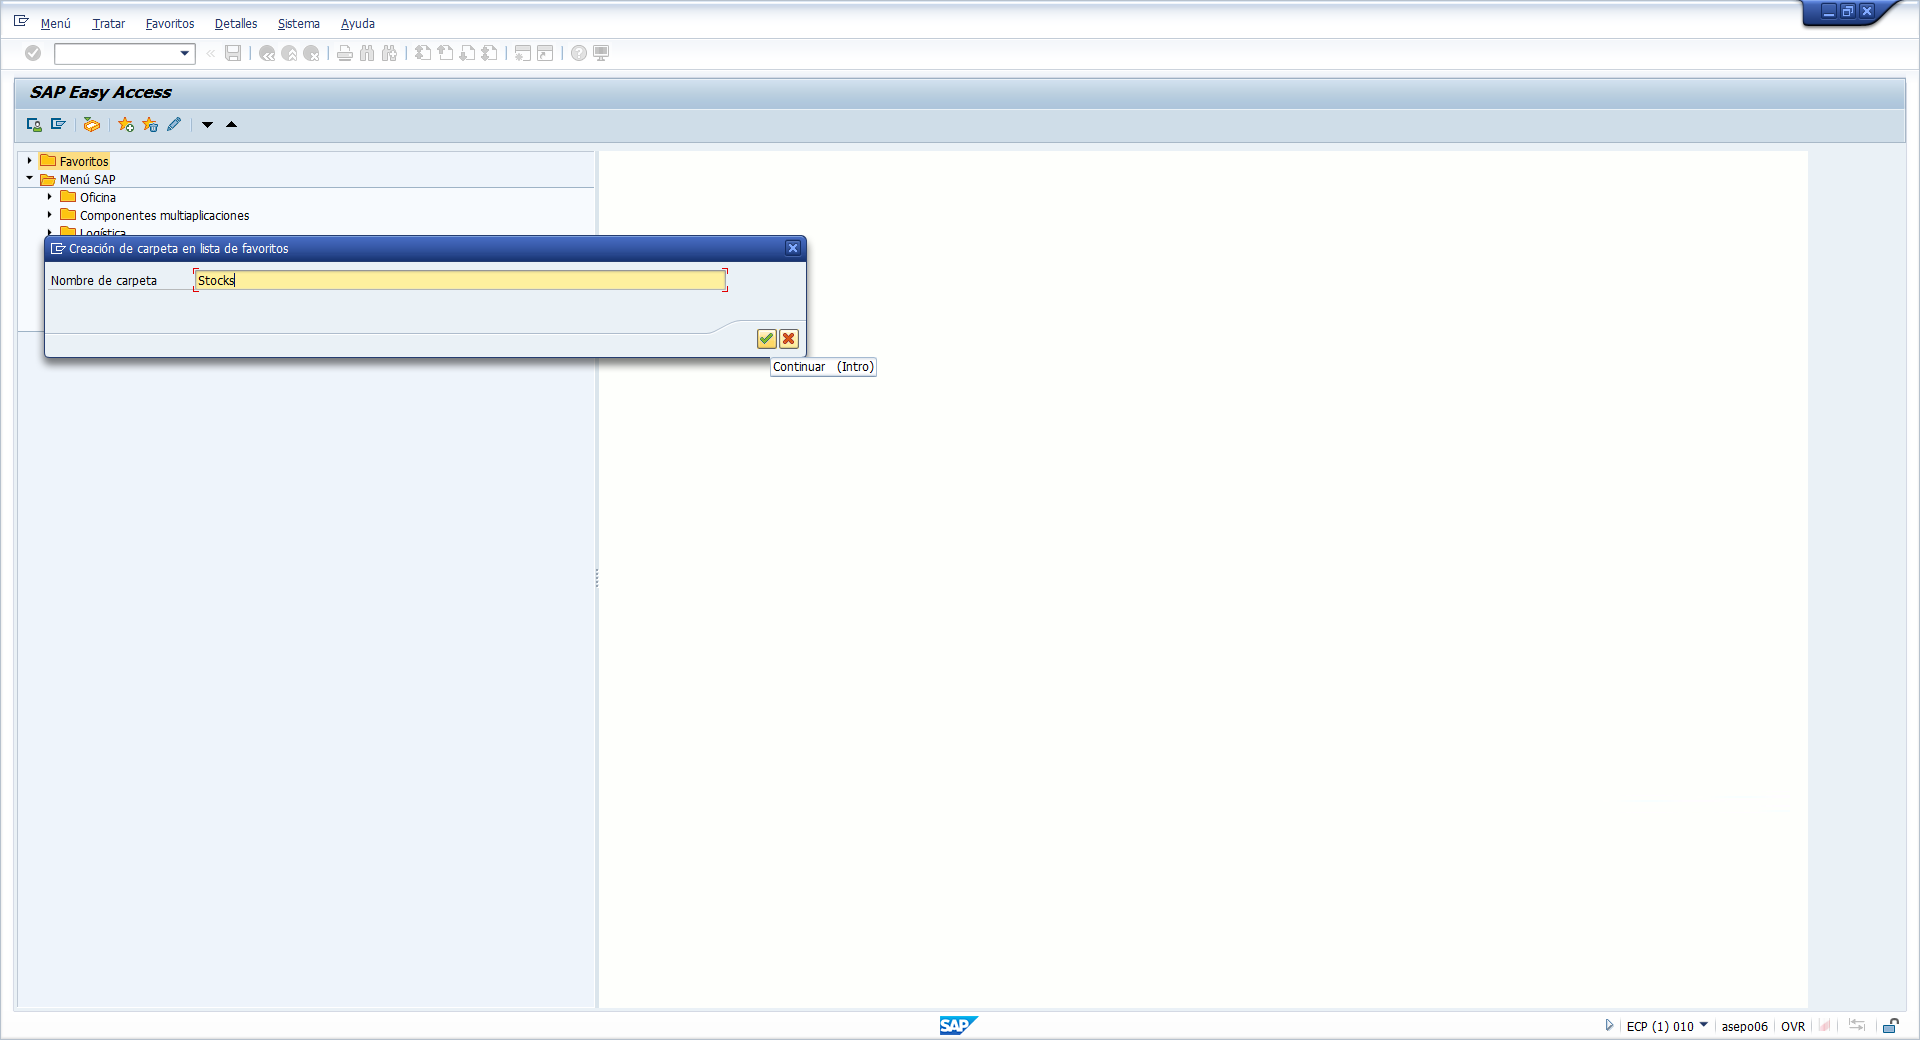 Menú Tratar Favoritos Detalles Sistema Ayuda
SAP Easy Access
Favoritos
Menú SAP
Oficina
Componentes multiaplicaciones
Logística
Creación de carpeta en lista de favoritos
Nombre de carpeta Stocks
Continuar (Intro)
SAP ECP (1) 010 asepo06 OVR